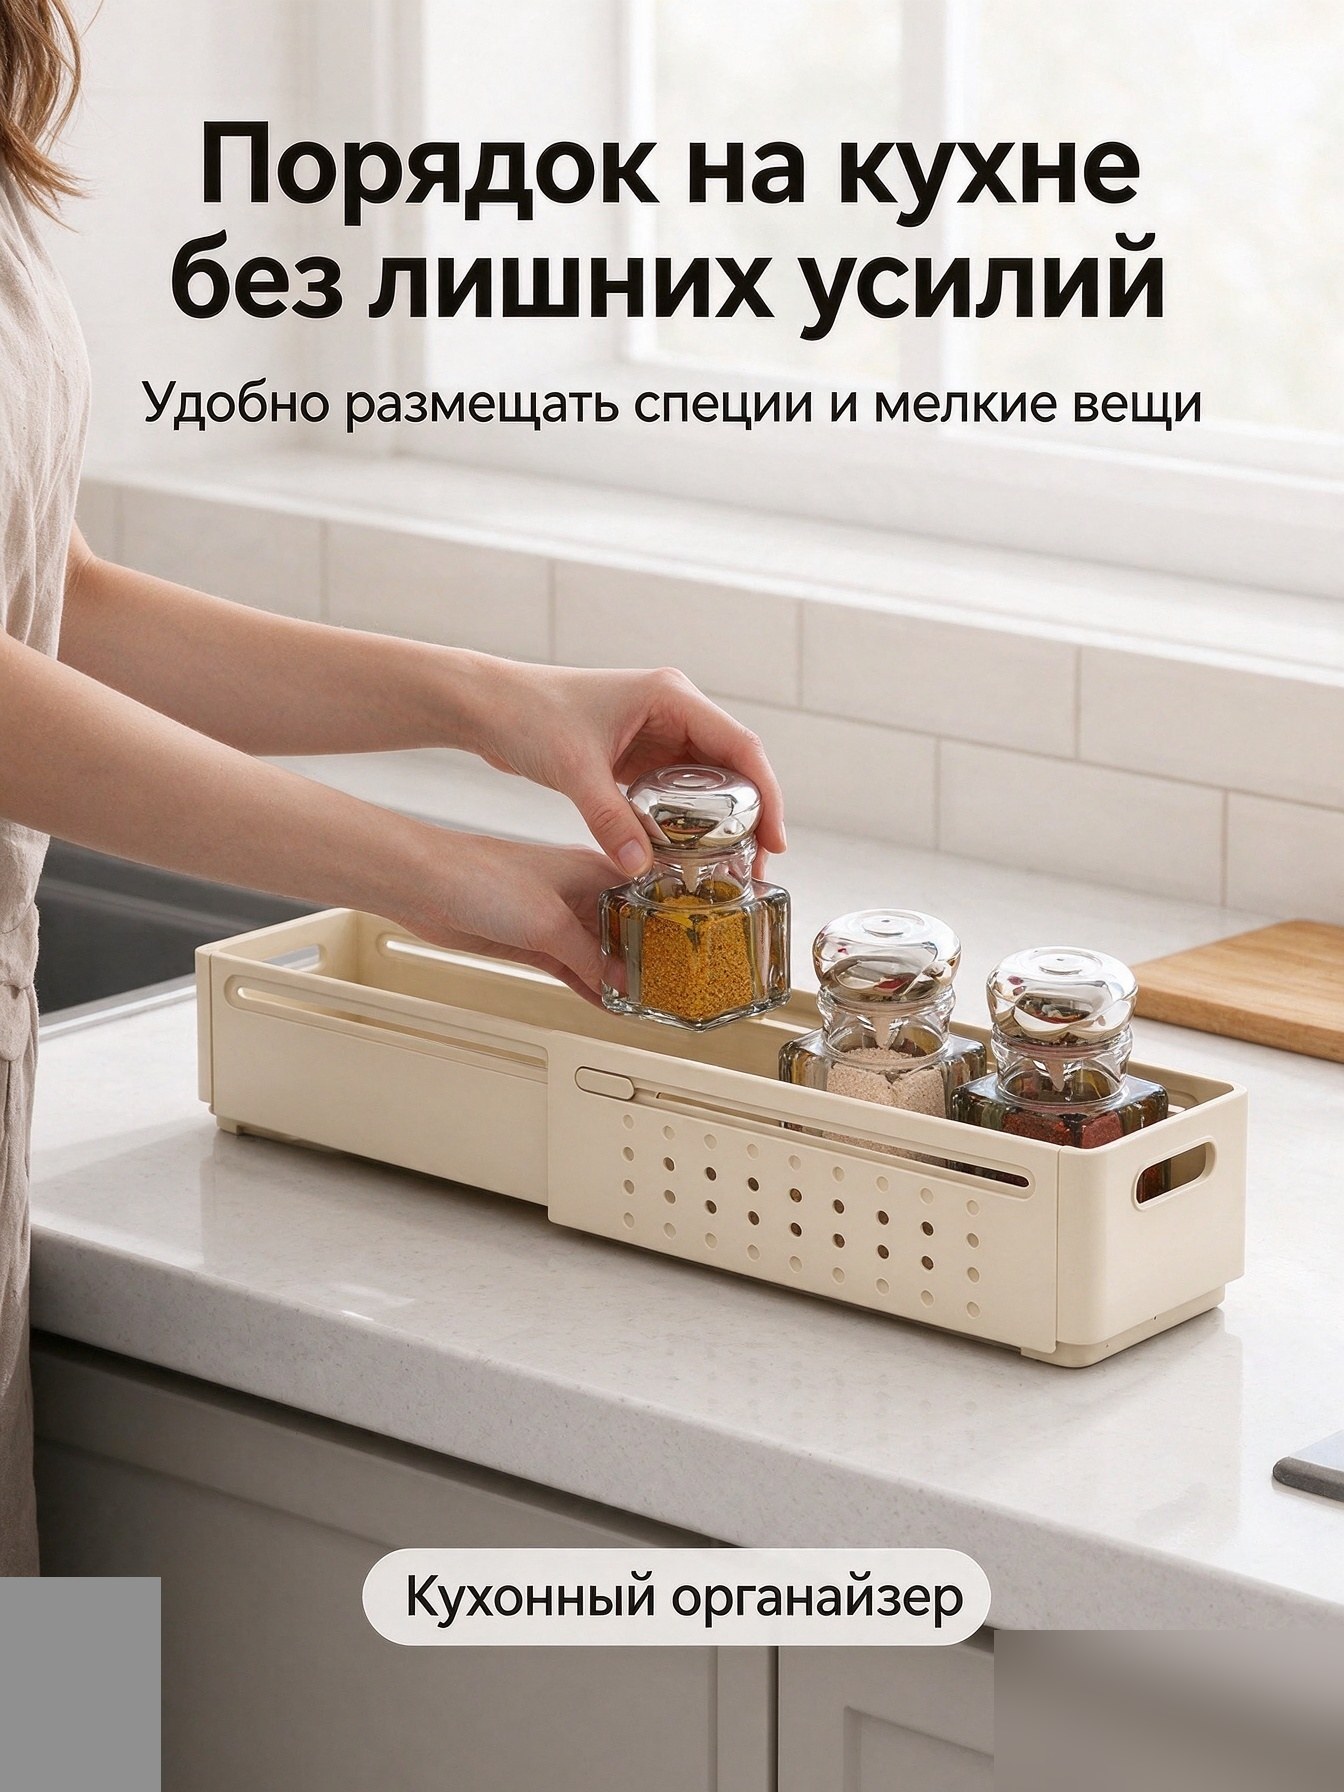 Порядок на кухне
без лишних усилий
Удобно размещать специи и мелкие вещи
Кухонный органайзер